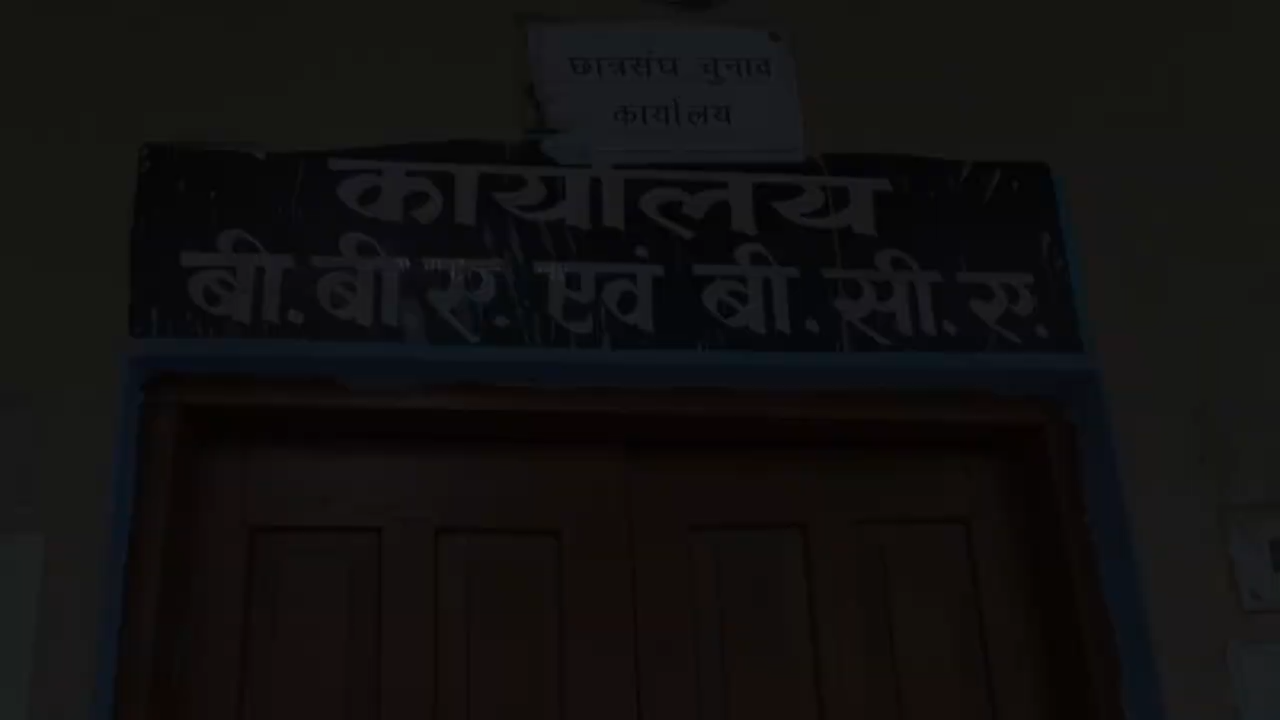 छात्रसंघ चुनाव
कार्यालय
कार्यालय
बी.बी.ए. एवं बी.सी.ए.